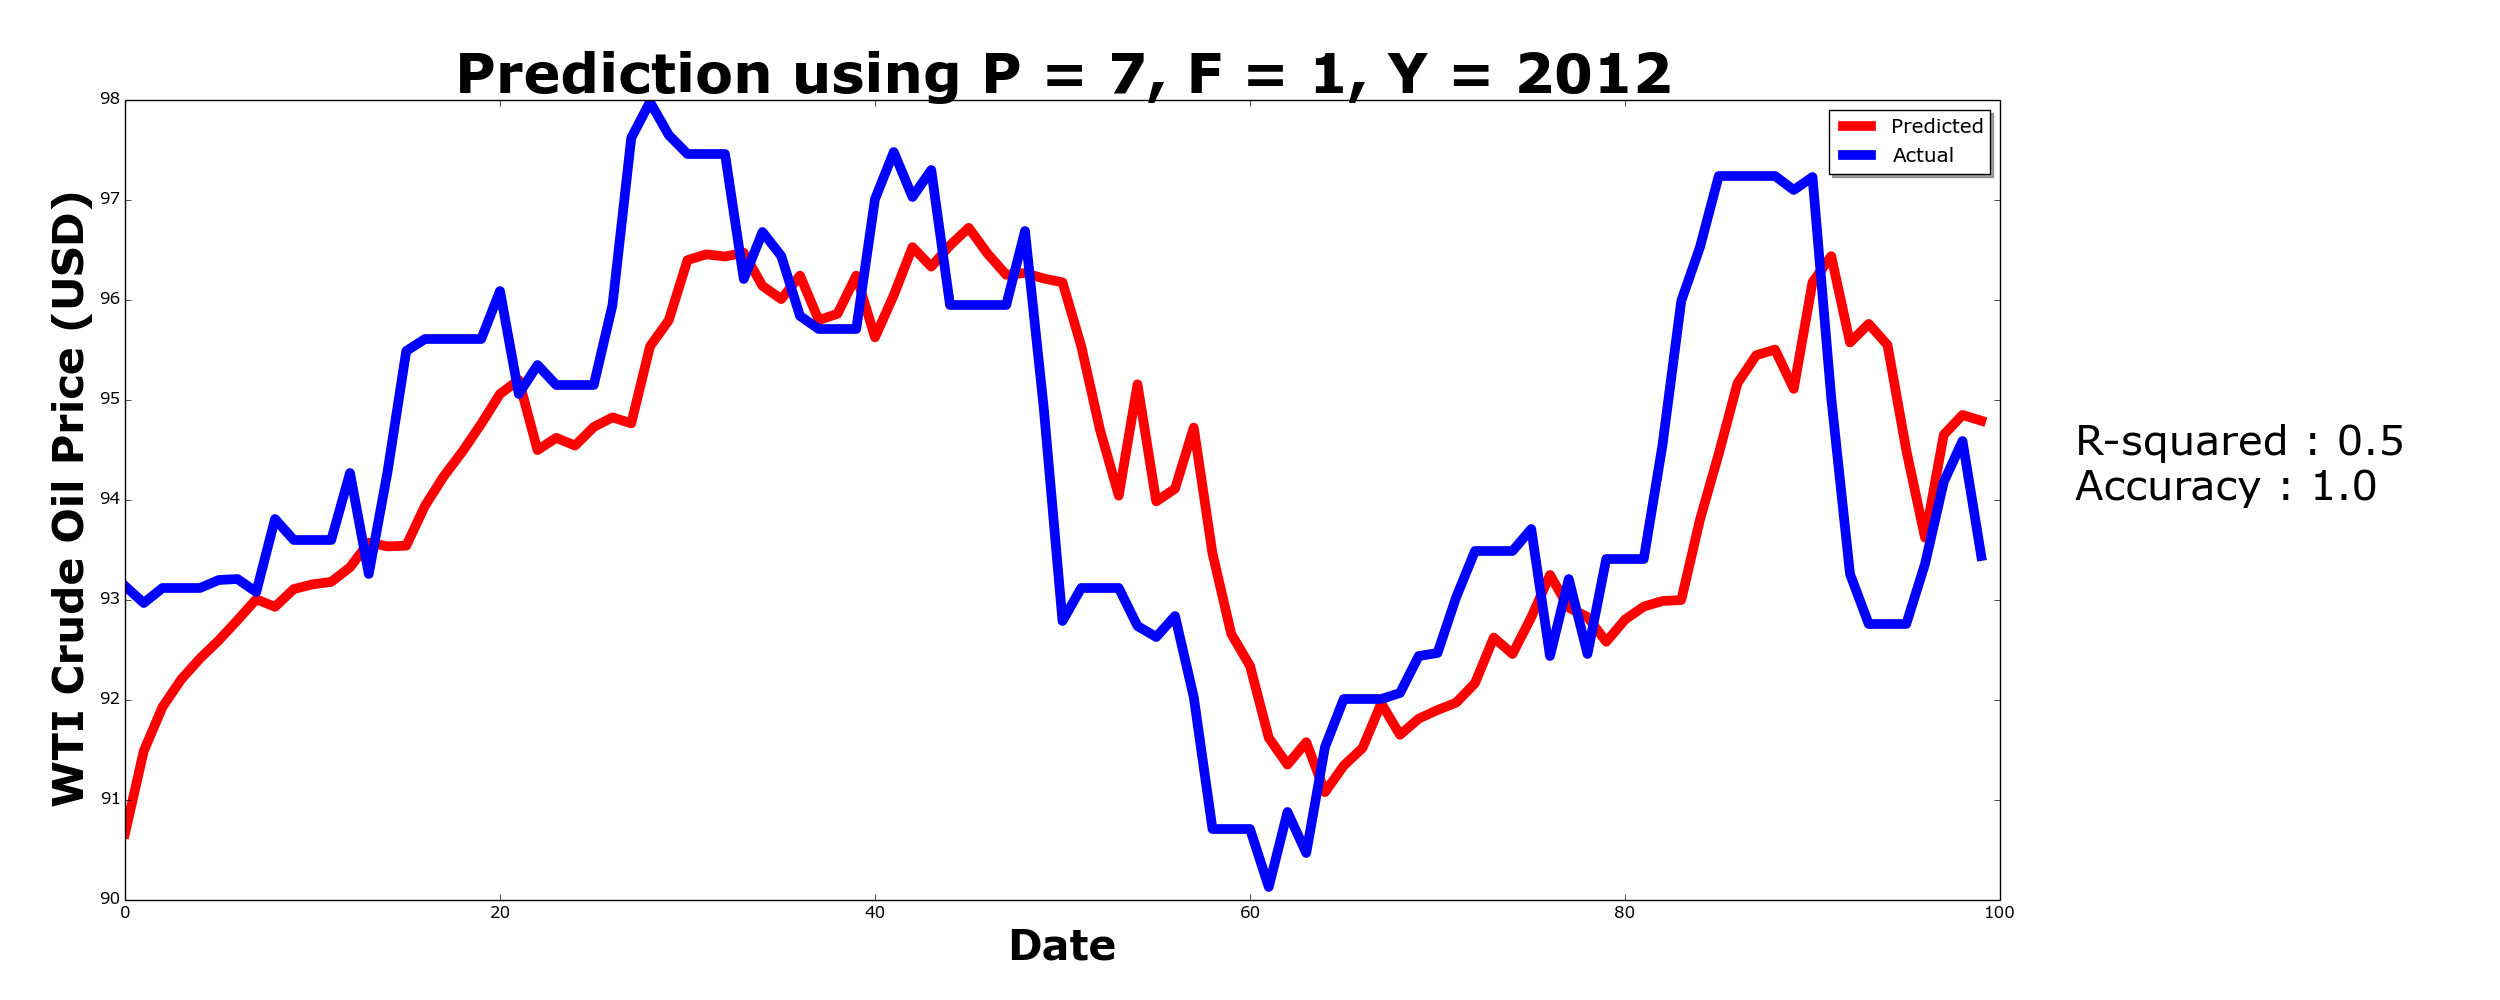 Prediction using P = 7, F = 1, Y = 2012
WTI Crude Oil Price (USD)
98
97
96
95
94
93
92
91
90
0 20 40 60 80 100
Date
Predicted
Actual
R-squared : 0.5
Accuracy : 1.0